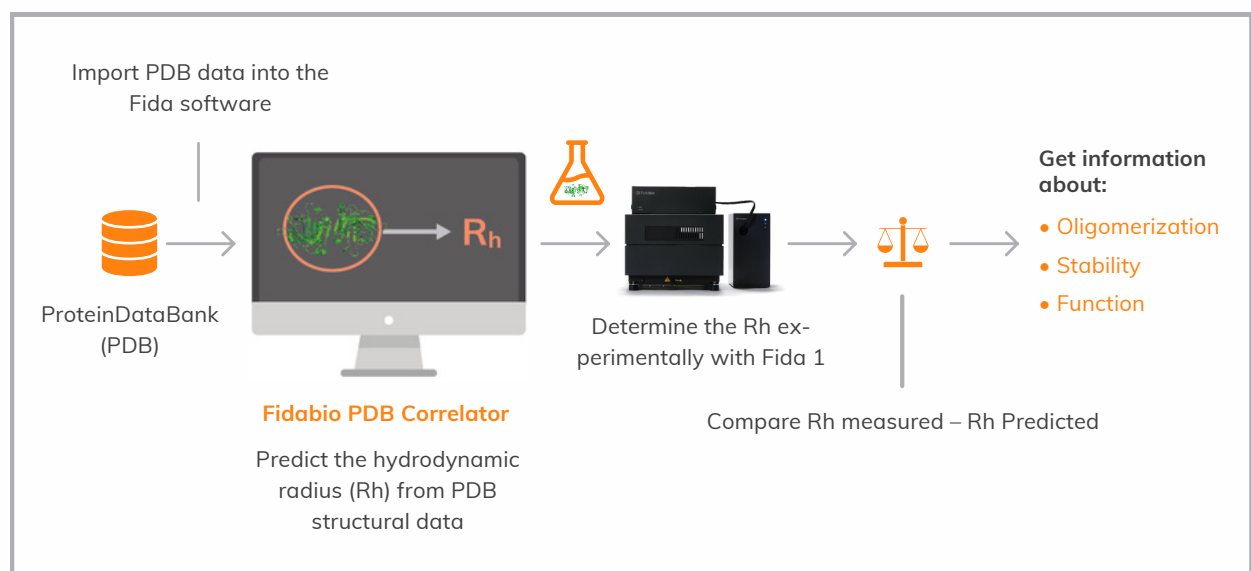 Import PDB data into the
Fida software
ProteinDataBank
(PDB)
Rh
Fidabio PDB Correlator
Predict the hydrodynamic
radius (Rh) from PDB
structural data
Determine the Rh ex-
perimentally with Fida 1
Compare Rh measured – Rh Predicted
Get information
about:
• Oligomerization
• Stability
• Function